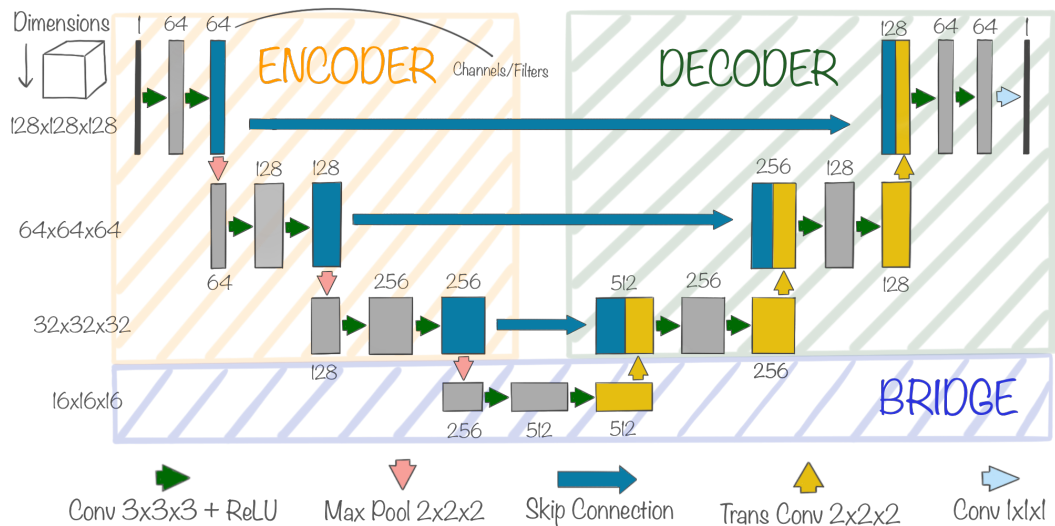 Dimensions
1 64 64
128 64 64 1
ENCODER
DECODER
Channels/Filters
128x128x128
128 128
256 128
64x64x64
64
128
256 256
512 256
32x32x32
128
256
16x16x16
BRIDGE
256 512 512
Conv 3x3x3 + ReLU
Max Pool 2x2x2
Skip Connection
Trans Conv 2x2x2
Conv 1x1x1